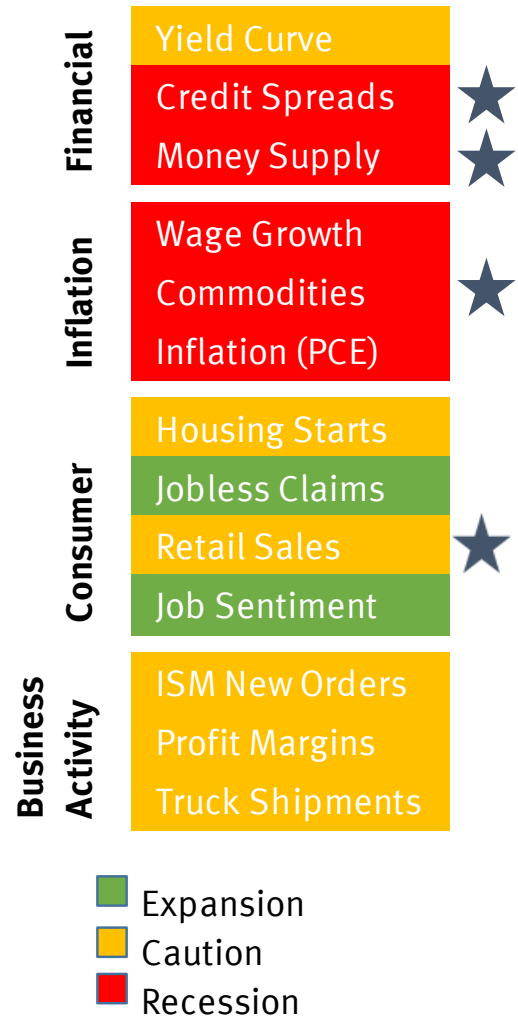 Financial
Yield Curve
Credit Spreads
Money Supply
Inflation
Wage Growth
Commodities
Inflation (PCE)
Consumer
Housing Starts
Jobless Claims
Retail Sales
Job Sentiment
Business
Activity
ISM New Orders
Profit Margins
Truck Shipments
Expansion
Caution
Recession